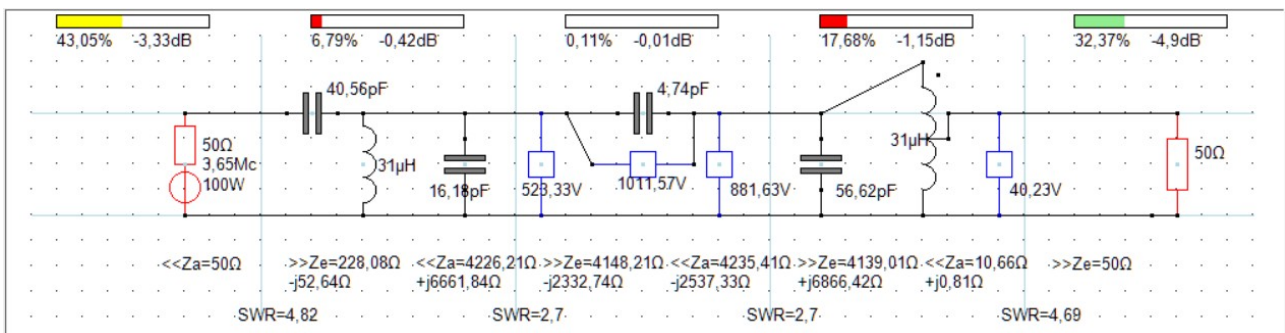 43,05% -3,33dB
6,79% -0,42dB
0,11% -0,01dB
17,68% -1,15dB
32,37% -4,9dB
40,56pF
4,74pF
50Ω
3,65Mc
100W
31µH
16,18pF
523,33V
1011,57V
881,63V
56,62pF
31µH
40,23V
50Ω
<<Za=50Ω
>>Ze=228,08Ω
-j52,64Ω
<<Za=4226,21Ω
+j6661,84Ω
>>Ze=4148,21Ω
-j2332,74Ω
<<Za=4235,41Ω
-j2537,33Ω
>>Ze=4139,01Ω
+j6866,42Ω
<<Za=10,66Ω
+j0,81Ω
>>Ze=50Ω
SWR=4,82
SWR=2,7
SWR=2,7
SWR=4,69